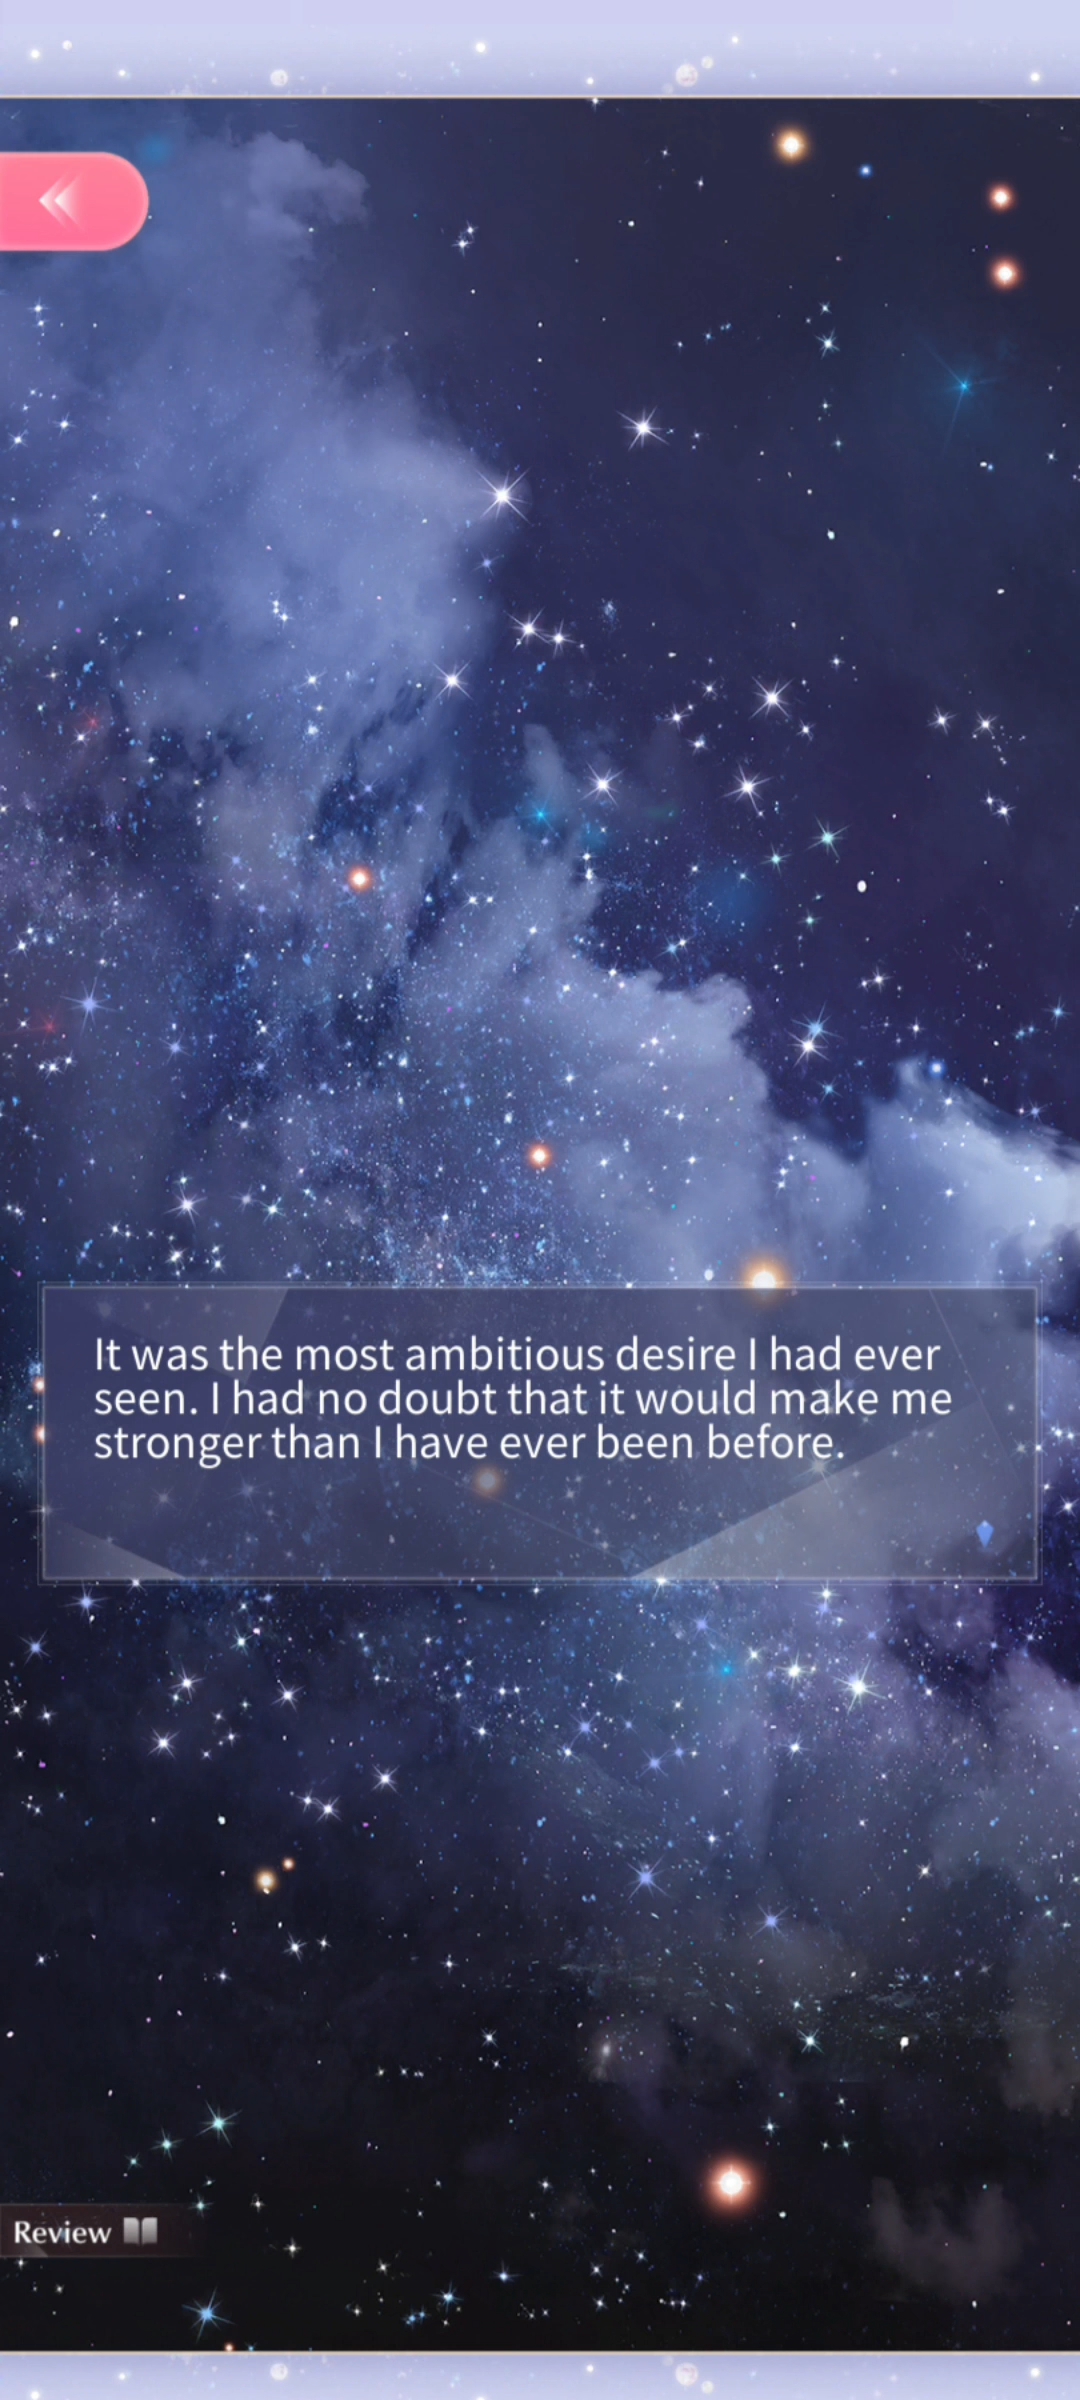 It was the most ambitious desire I had ever
seen. I had no doubt that it would make me
stronger than I have ever been before.
Review